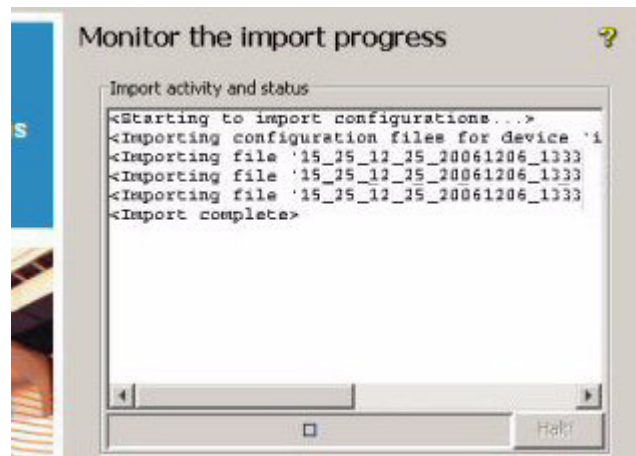 Monitor the import progress
?
s
Import activity and status
<Starting to import configurations...>
<Importing configuration files for device 'i
<Importing file '15_25_12_25_20061206_1333
<Importing file '15_25_12_25_20061206_1333
<Importing file '15_25_12_25_20061206_1333
<Import complete>
Halt!